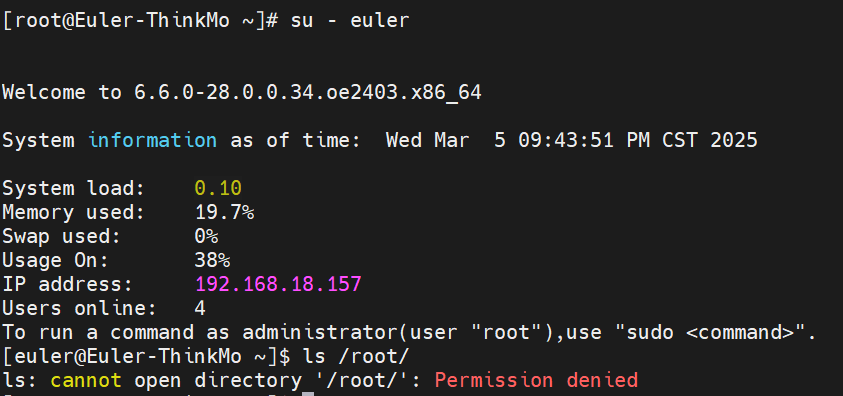 [root@Euler-ThinkMo ~]# su - euler
Welcome to 6.6.0-28.0.0.34.oe2403.x86_64
System information as of time:  Wed Mar  5 09:43:51 PM CST 2025
System load:    0.10
Memory used:    19.7%
Swap used:      0%
Usage On:       38%
IP address:     192.168.18.157
Users online:   4
To run a command as administrator(user "root"),use "sudo <command>".
[euler@Euler-ThinkMo ~]$ ls /root/
ls: cannot open directory '/root/': Permission denied